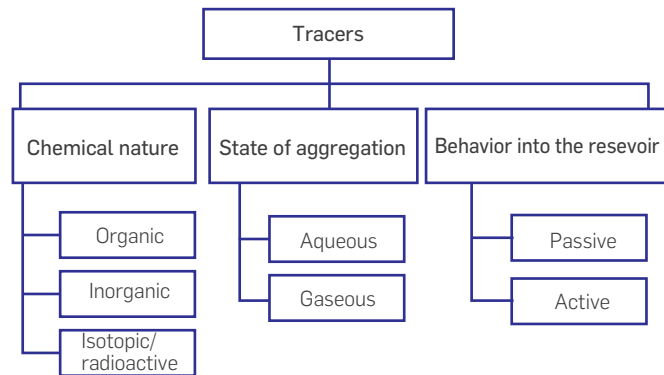 Tracers
Chemical nature
State of aggregation
Behavior into the resevoir
Organic
Inorganic
Isotopic/
radioactive
Aqueous
Gaseous
Passive
Active